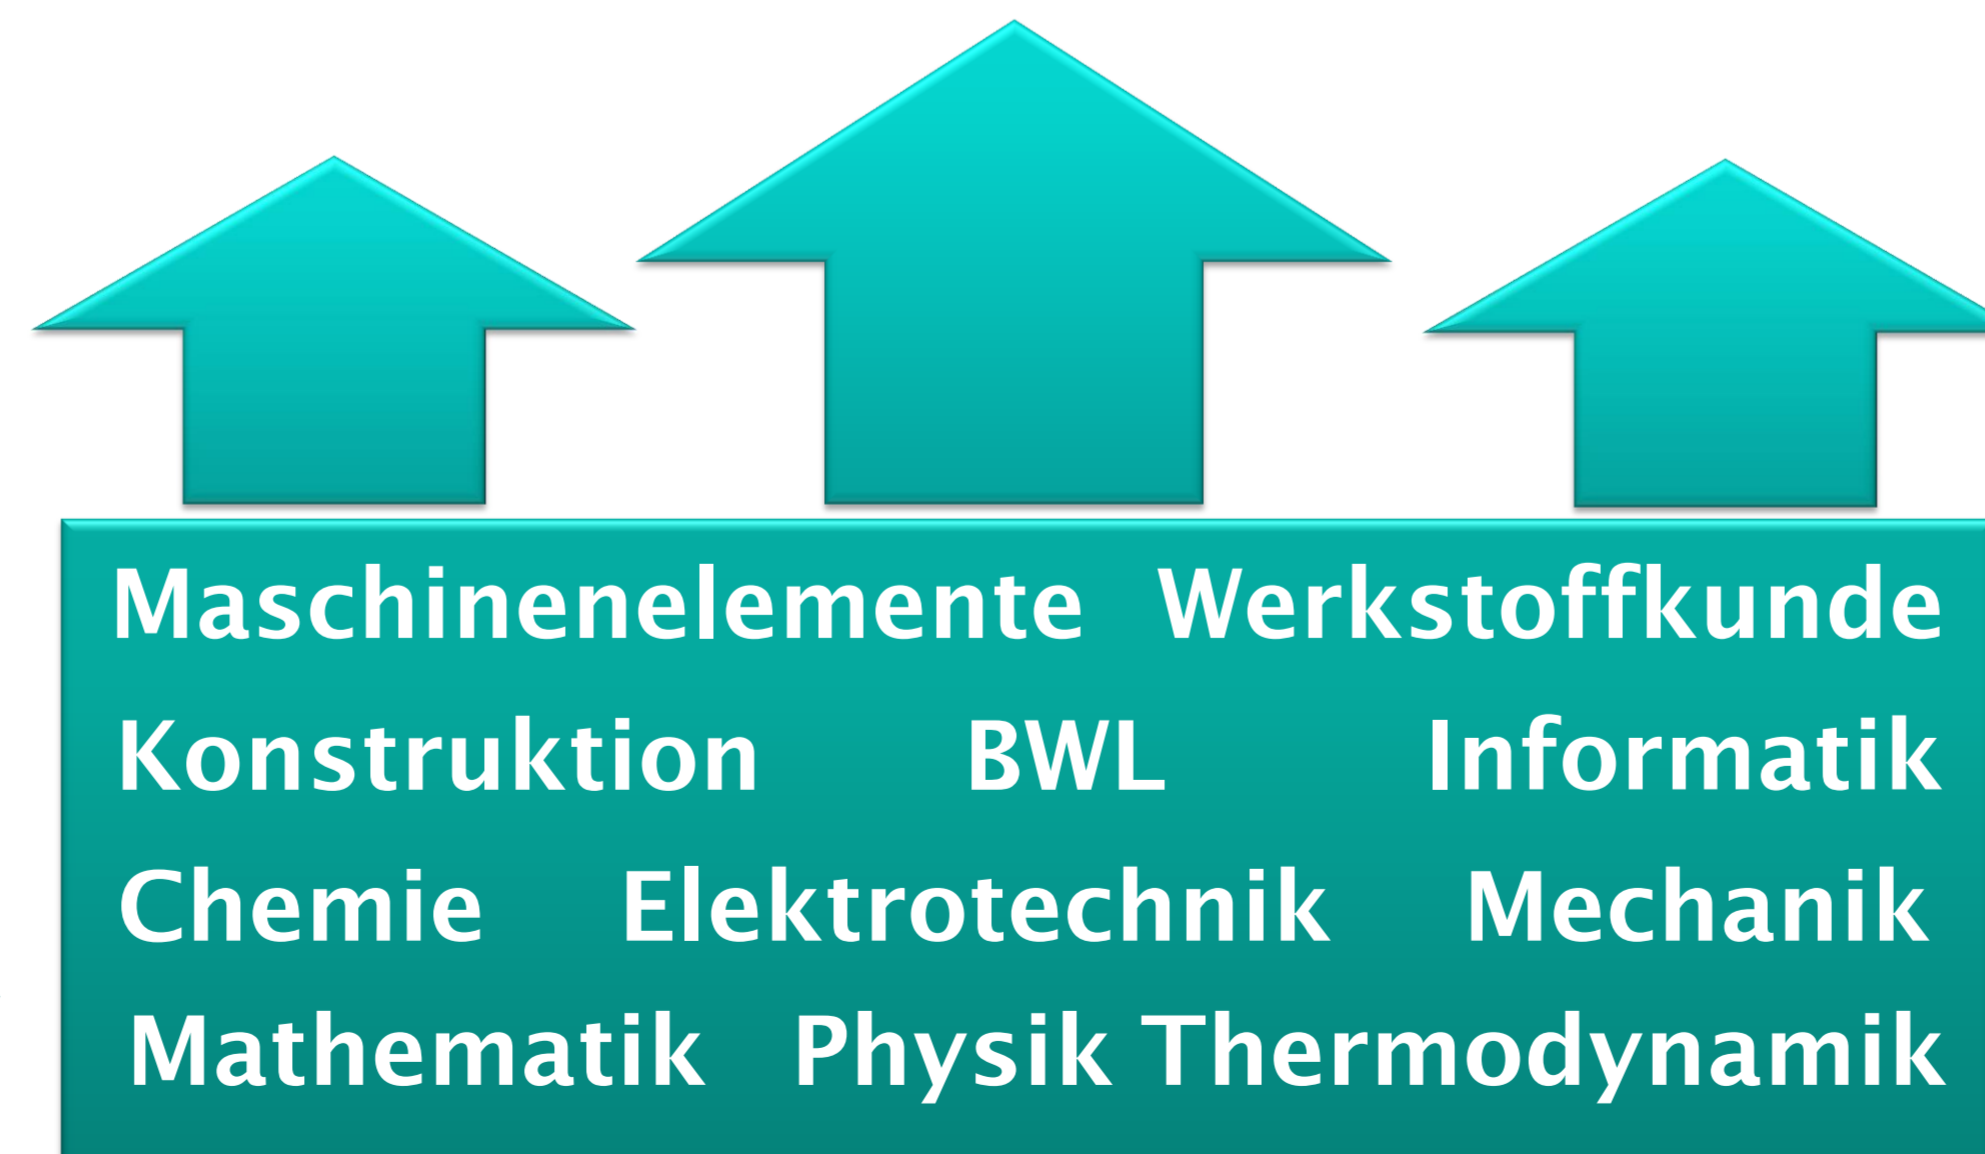 Maschinenelemente Werkstoffkunde
Konstruktion BWL Informatik
Chemie Elektrotechnik Mechanik
Mathematik Physik Thermodynamik